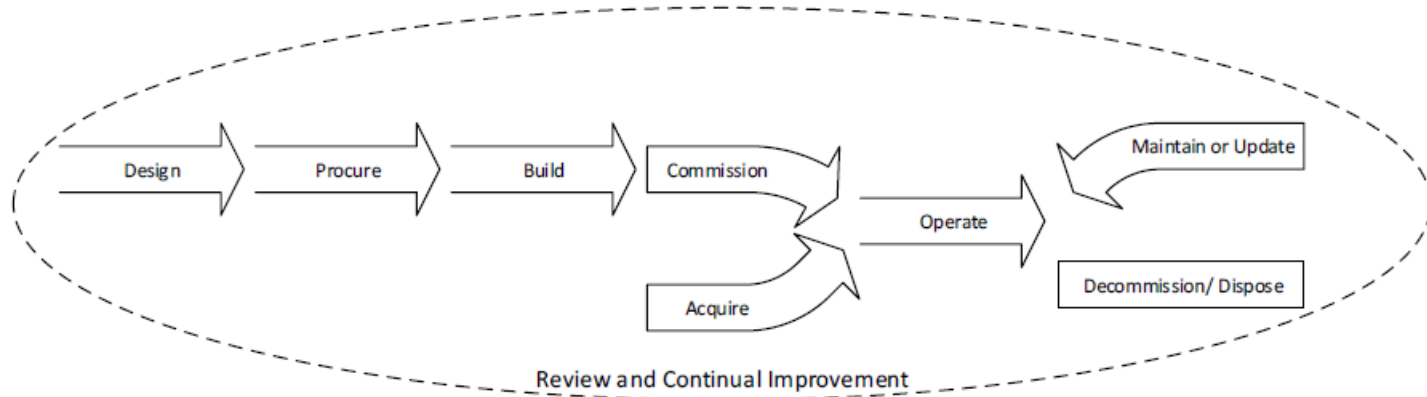 Design
Procure
Build
Commission
Maintain or Update
Operate
Acquire
Decommission/ Dispose
Review and Continual Improvement